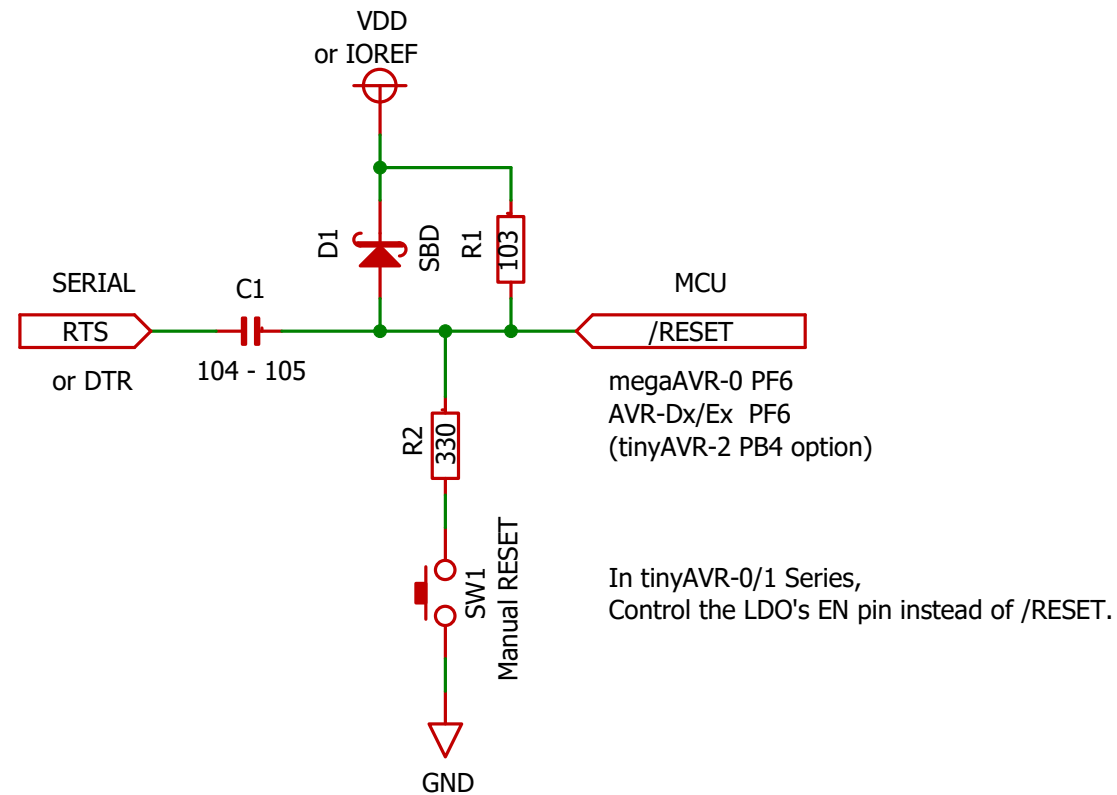 VDD
or IOREF
D1
SBD
R1
103
SERIAL
C1
MCU
RTS
/RESET
or DTR
104 - 105
megaAVR-0 PF6
AVR-Dx/Ex  PF6
(tinyAVR-2 PB4 option)
R2
330
SW1
Manual RESET
In tinyAVR-0/1 Series,
Control the LDO's EN pin instead of /RESET.
GND